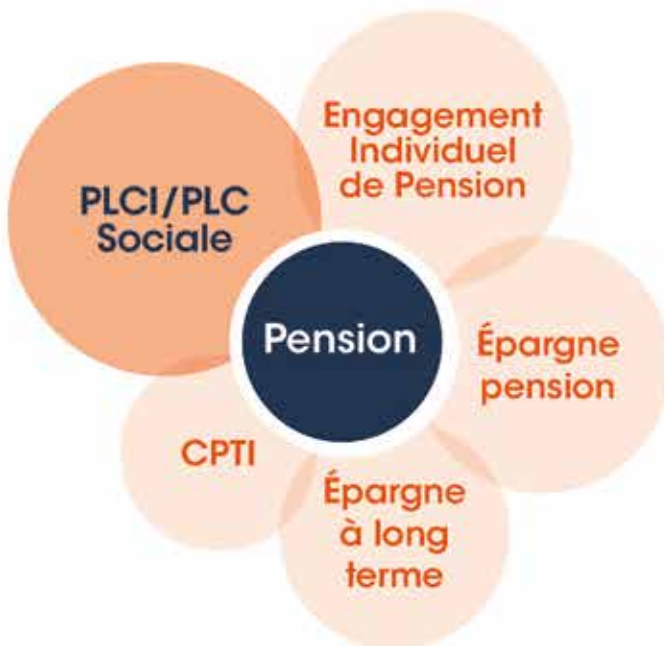 PLCI/PLC
Sociale
Engagement
Individuel
de Pension
Pension
Épargne
pension
CPTI
Épargne
à long
terme